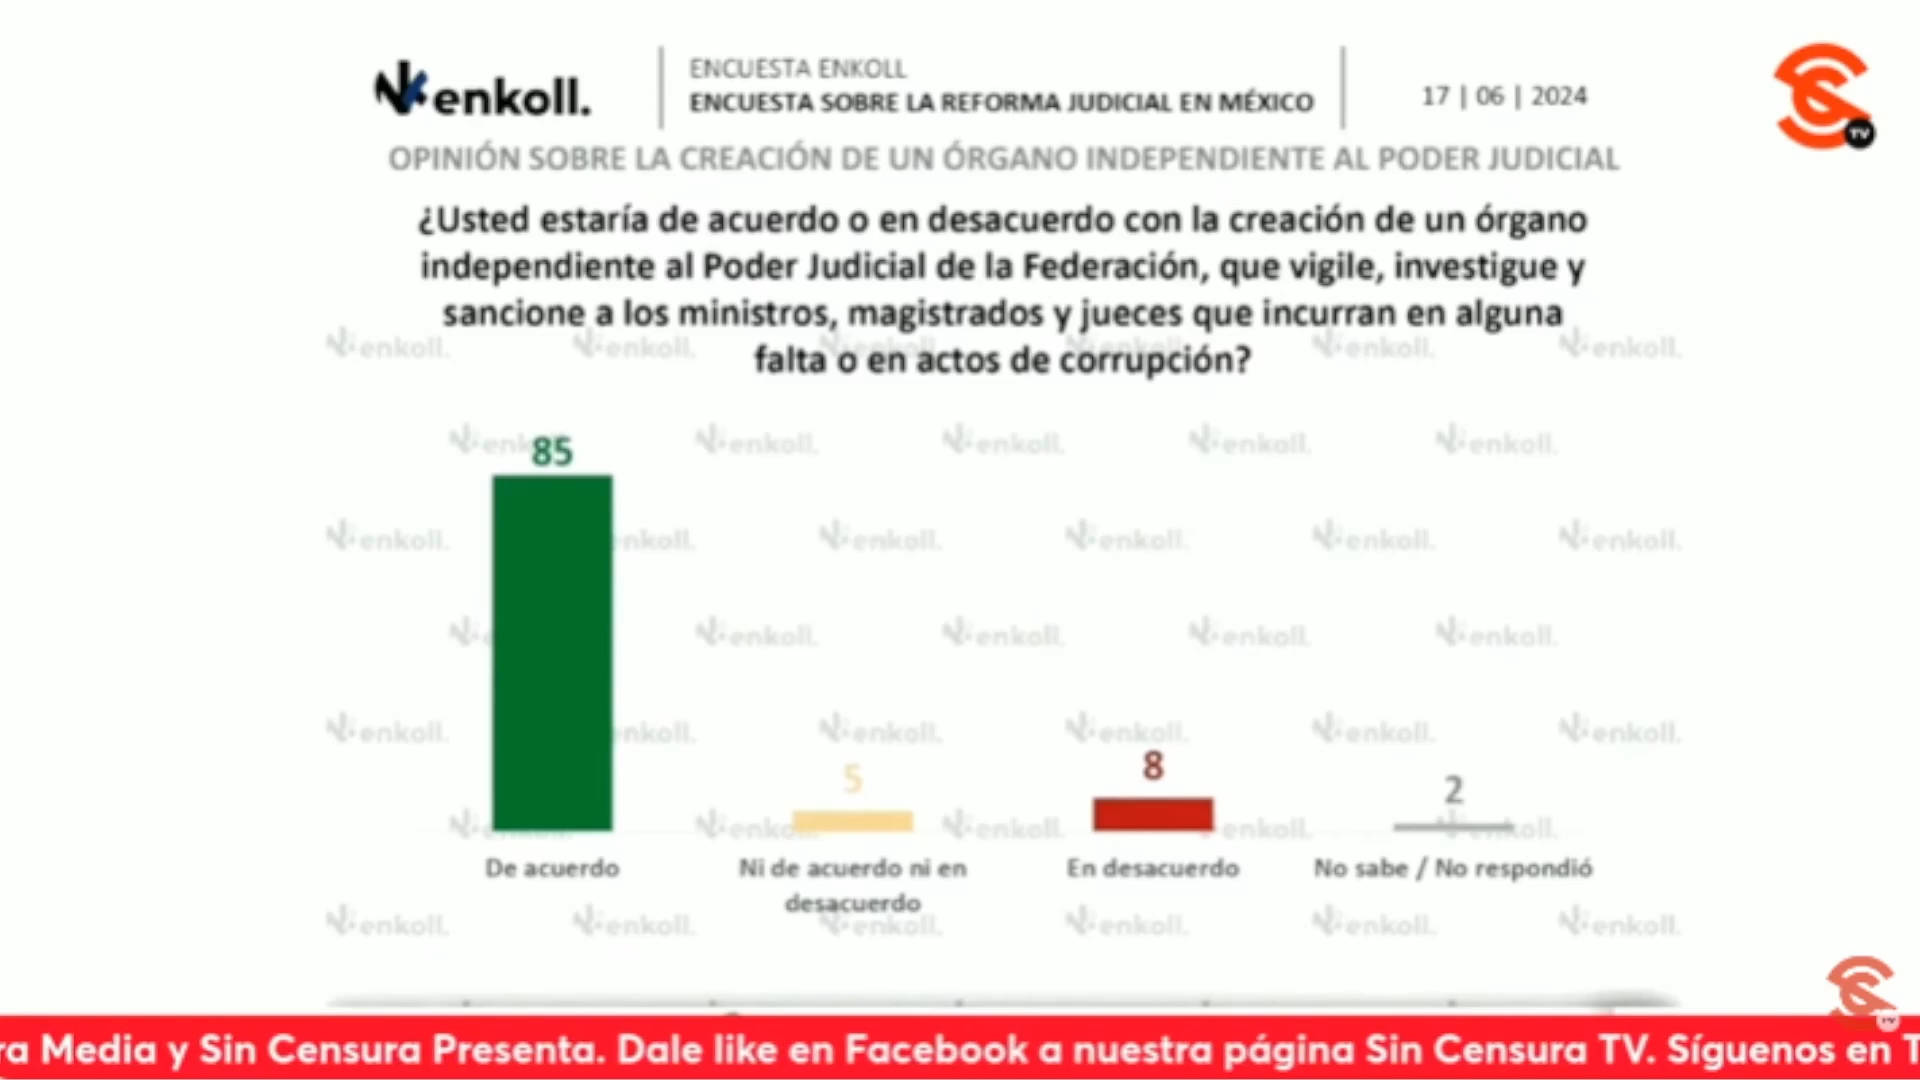 enkoll.
ENCUESTA ENKOLL
ENCUESTA SOBRE LA REFORMA JUDICIAL EN MÉXICO
17 | 06 | 2024
TV
OPINIÓN SOBRE LA CREACIÓN DE UN ÓRGANO INDEPENDIENTE AL PODER JUDICIAL
¿Usted estaría de acuerdo o en desacuerdo con la creación de un órgano
independiente al Poder Judicial de la Federación, que vigile, investigue y
sancione a los ministros, magistrados y jueces que incurran en alguna
falta o en actos de corrupción?
85
5
8
2
De acuerdo
Ni de acuerdo ni en
desacuerdo
En desacuerdo
No sabe / No respondió
ra Media y Sin Censura Presenta. Dale like en Facebook a nuestra página Sin Censura TV. Síguenos en T